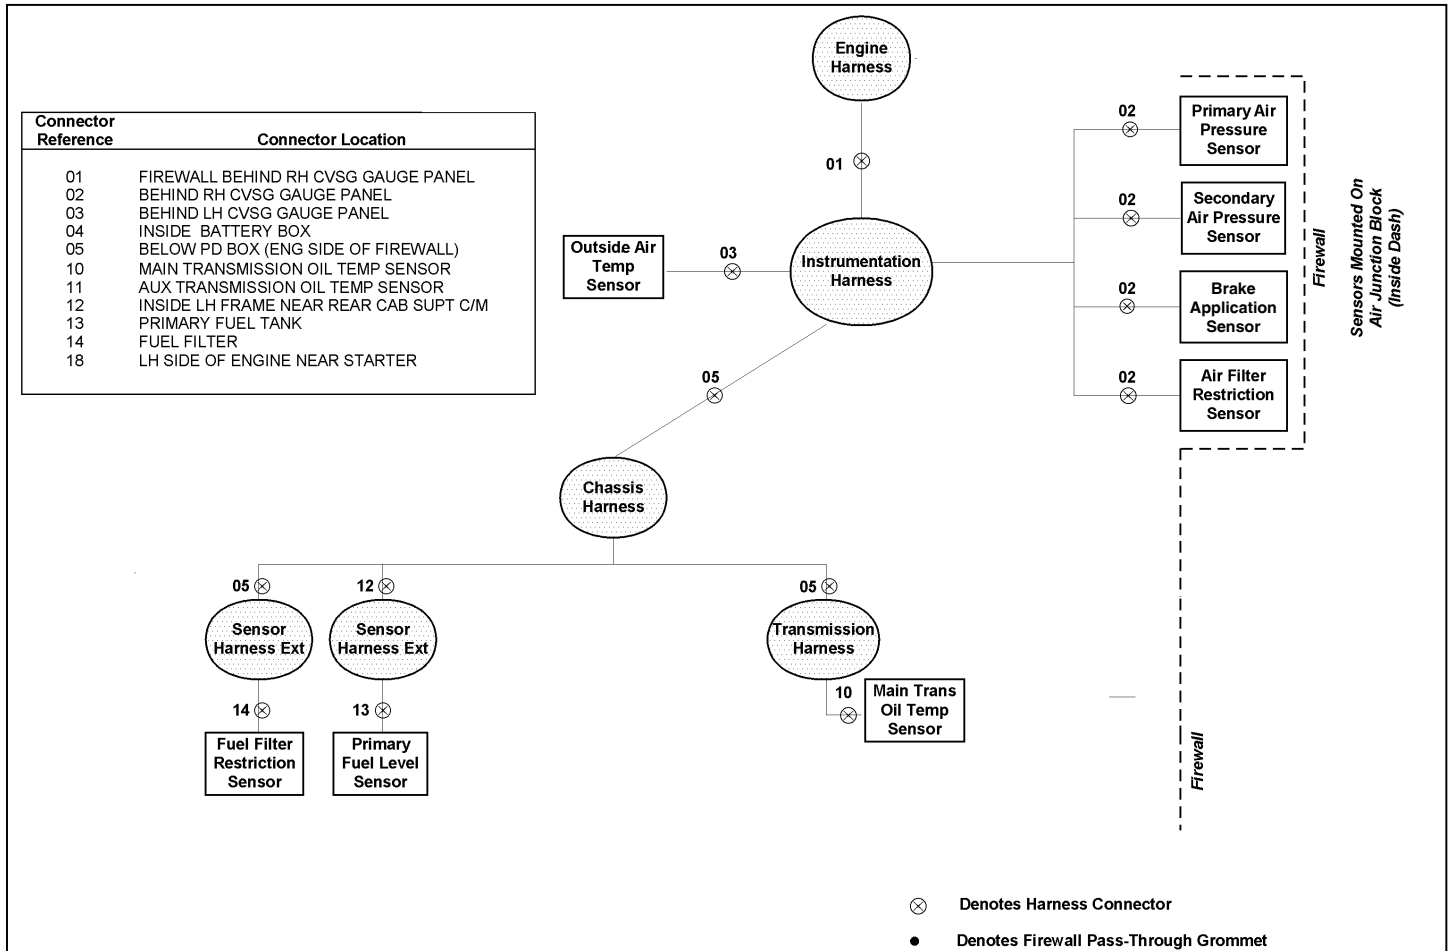 Engine
Harness
Connector
Reference
Connector Location
01 FIREWALL BEHIND RH CVSG GAUGE PANEL
02 BEHIND RH CVSG GAUGE PANEL
03 BEHIND LH CVSG GAUGE PANEL
04 INSIDE BATTERY BOX
05 BELOW PD BOX (ENG SIDE OF FIREWALL)
10 MAIN TRANSMISSION OIL TEMP SENSOR
11 AUX TRANSMISSION OIL TEMP SENSOR
12 INSIDE LH FRAME NEAR REAR CAB SUPT C/M
13 PRIMARY FUEL TANK
14 FUEL FILTER
18 LH SIDE OF ENGINE NEAR STARTER
01
02
Primary Air
Pressure
Sensor
02
Secondary
Air Pressure
Sensor
02
Brake
Application
Sensor
02
Air Filter
Restriction
Sensor
Firewall
Sensors Mounted On
Air Junction Block
(Inside Dash)
Outside Air
Temp
Sensor
03
Instrumentation
Harness
05
Chassis
Harness
05
12
05
Sensor
Harness Ext
Sensor
Harness Ext
Transmission
Harness
14
13
10
Fuel Filter
Restriction
Sensor
Primary
Fuel Level
Sensor
Main Trans
Oil Temp
Sensor
Firewall
Denotes Harness Connector
Denotes Firewall Pass-Through Grommet